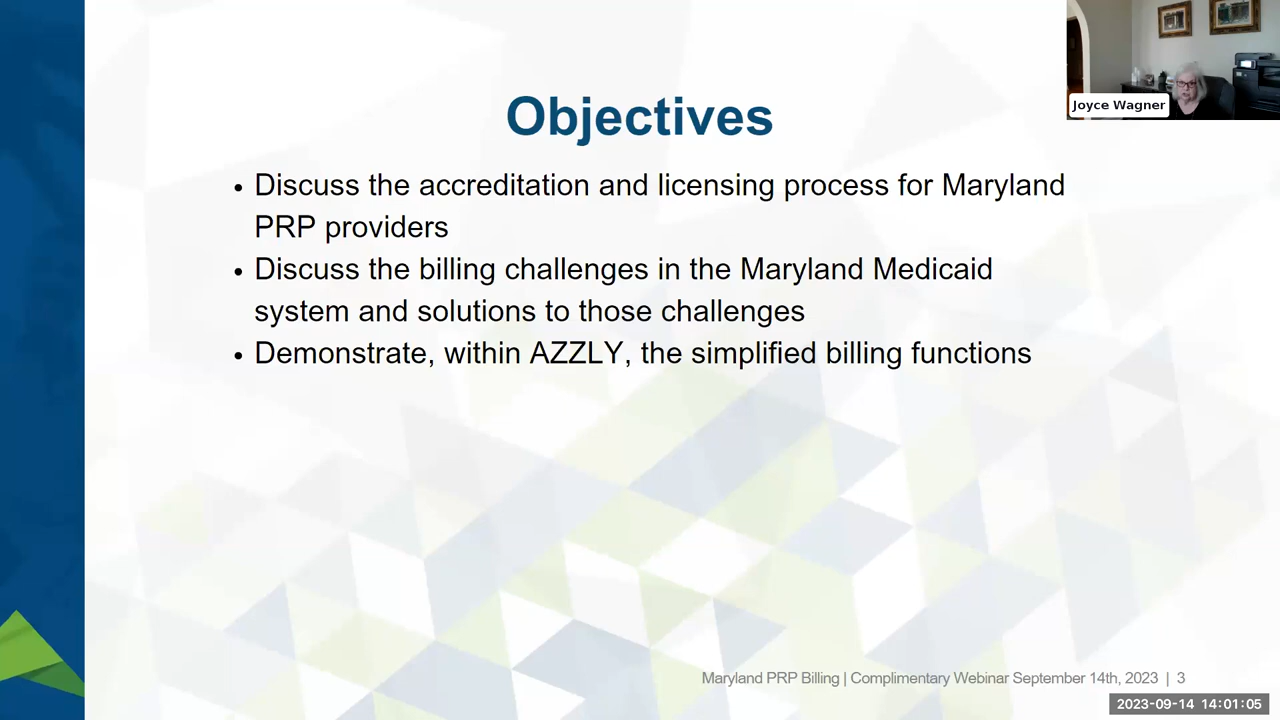 Joyce Wagner
Objectives
• Discuss the accreditation and licensing process for Maryland
PRP providers
• Discuss the billing challenges in the Maryland Medicaid
system and solutions to those challenges
• Demonstrate, within AZZLY, the simplified billing functions
Maryland PRP Billing | Complimentary Webinar September 14th, 2023 | 3
2023-09-14 14:01:05